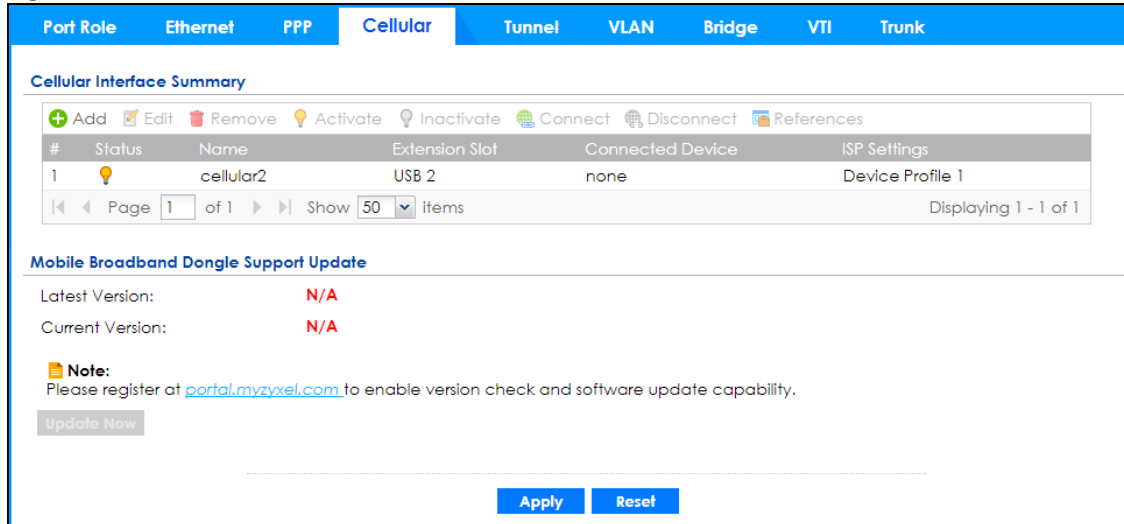 Port Role Ethernet PPP Cellular Tunnel VLAN Bridge VTI Trunk
Cellular Interface Summary
Add Edit Remove Activate Inactivate Connect Disconnect References
# Status Name Extension Slot Connected Device ISP Settings
1 cellular2 USB 2 none Device Profile 1
Page 1 of 1 Show 50 items Displaying 1 - 1 of 1
Mobile Broadband Dongle Support Update
Latest Version: N/A
Current Version: N/A
Note:
Please register at portal.myzyxel.com to enable version check and software update capability.
Update Now
Apply Reset